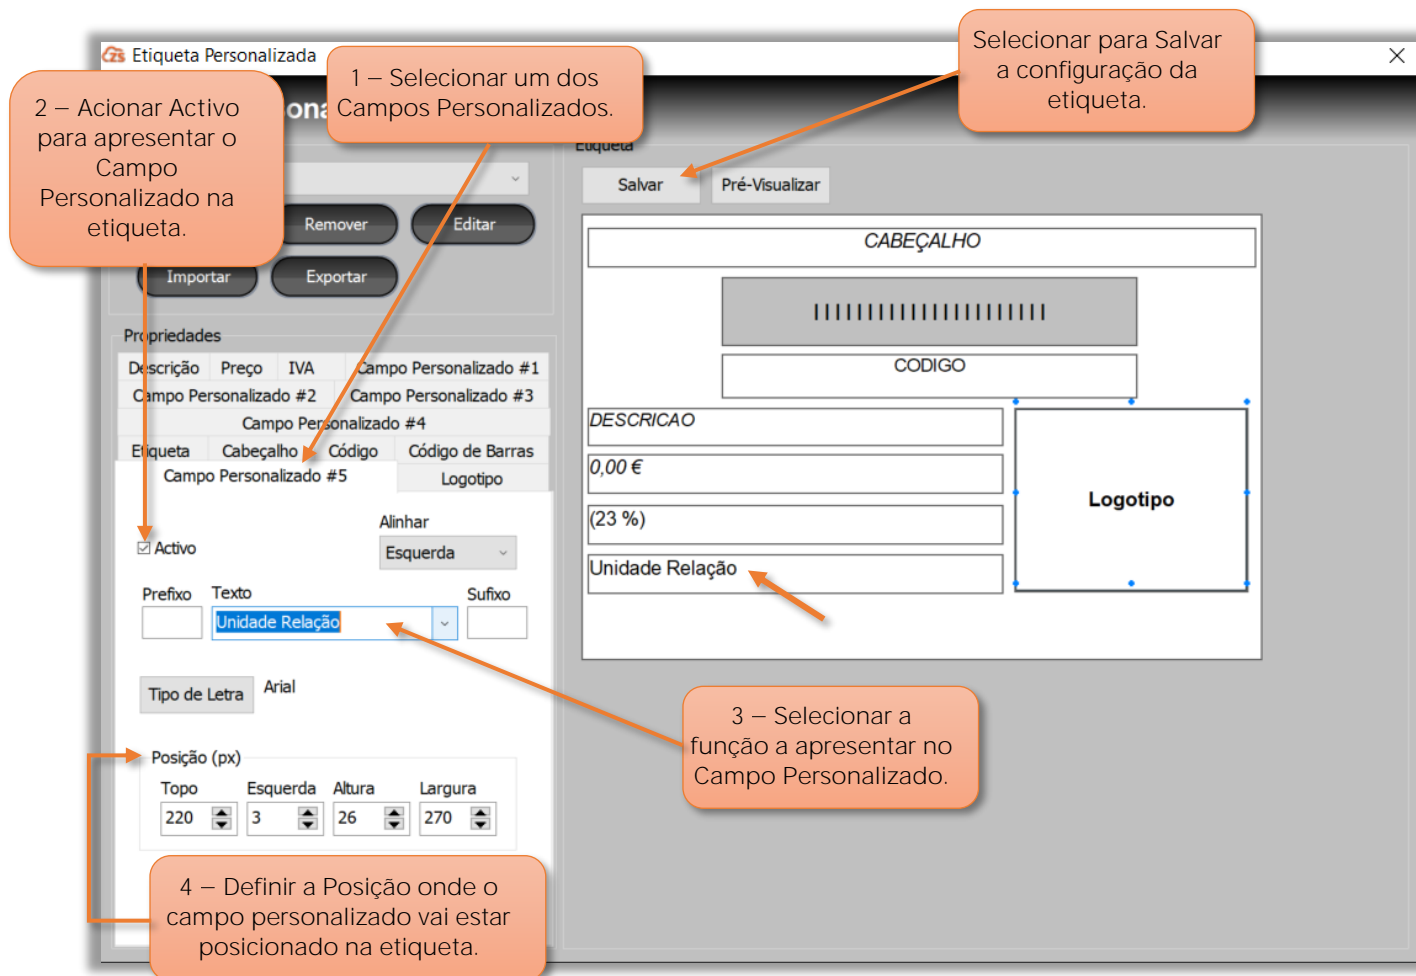 Etiqueta Personalizada
Selecionar para Salvar
a configuração da
etiqueta.
1 – Selecionar um dos
Campos Personalizados.
2 – Acionar Activo
para apresentar o
Campo
Personalizado na
etiqueta.
Etiqueta
Salvar
Pré-Visualizar
Remover
Editar
Importar
Exportar
CABEÇALHO
CODIGO
DESCRICAO
0,00 €
(23 %)
Unidade Relação
Logotipo
Propriedades
Descrição Preço IVA Campo Personalizado #1
Campo Personalizado #2 Campo Personalizado #3
Campo Personalizado #4
Etiqueta Cabeçalho Código Código de Barras
Campo Personalizado #5 Logotipo
Alinhar
Activo
Esquerda
Prefixo Texto Sufixo
Unidade Relação
Tipo de Letra Arial
3 – Selecionar a
função a apresentar no
Campo Personalizado.
Posição (px)
Topo Esquerda Altura Largura
220 3 26 270
4 – Definir a Posição onde o
campo personalizado vai estar
posicionado na etiqueta.